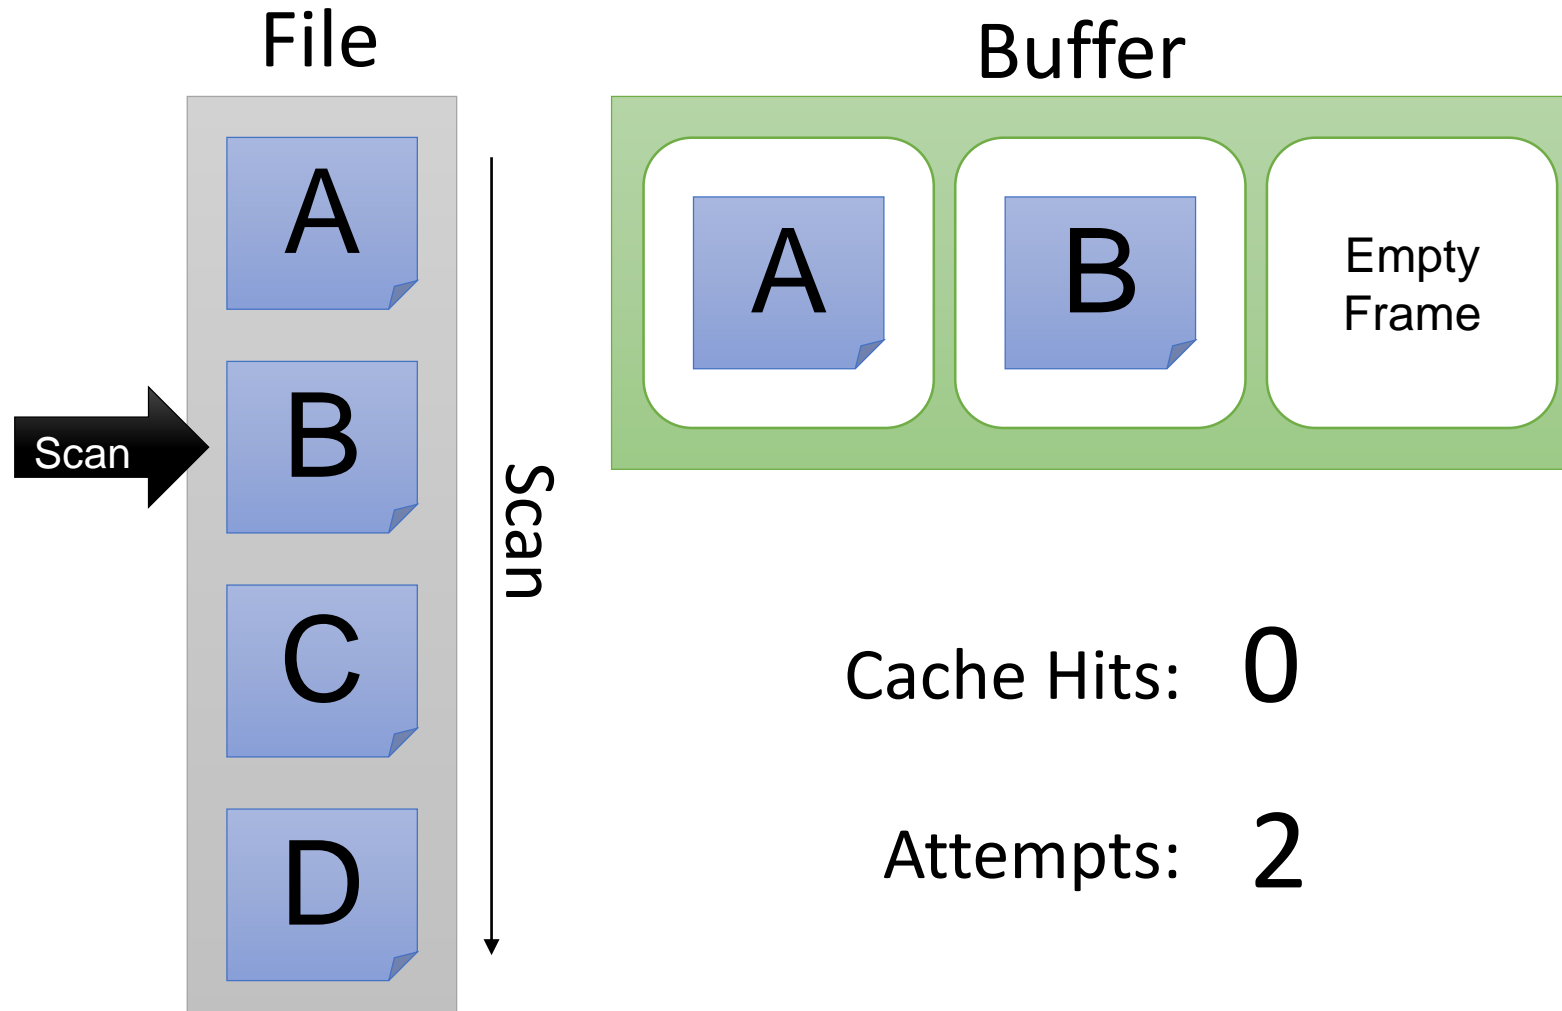 File
Buffer
A
A
B
Empty
Frame
Scan
B
Scan
C
Cache Hits: 0
D
Attempts: 2